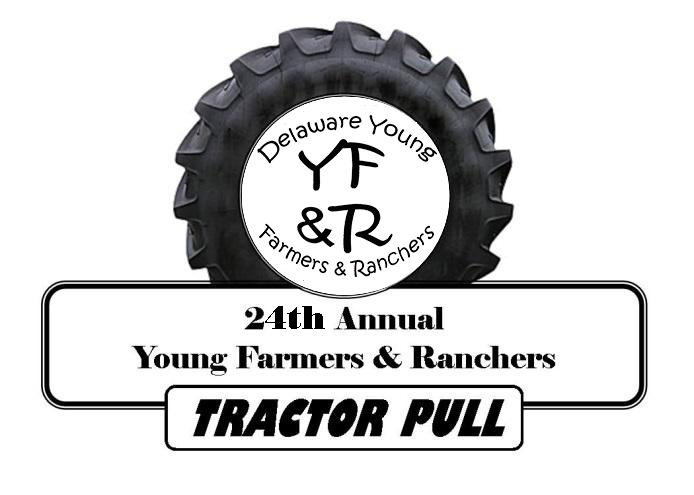 Delaware Young
YF
&R
Farmers & Ranchers
24th Annual
Young Farmers & Ranchers
TRACTOR PULL